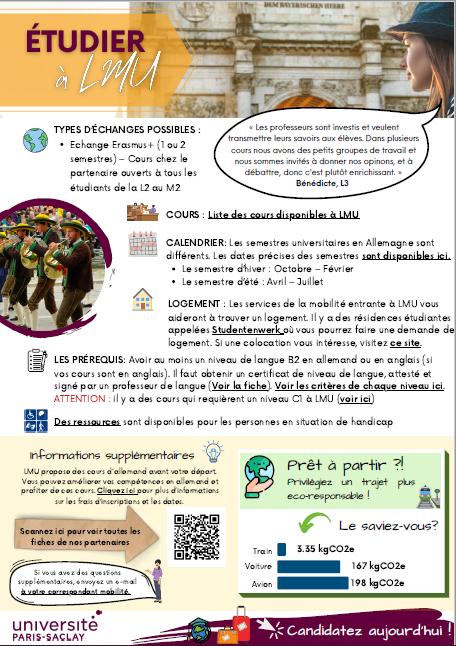 DEM BAYERISCHEN HEERE
ÉTUDIER
à LMU
« Les professeurs sont investis et veulent
transmettre leurs savoirs aux élèves. Dans plusieurs
cours nous avons des petits groupes de travail et
nous sommes invités à donner nos opinons, et à
débattre, donc c'est plutôt enrichissant. »
Bénédicte, L3
TYPES D'ÉCHANGES POSSIBLES :
• Echange Erasmus+ (1 ou 2
semestres) – Cours chez le
partenaire ouverts à tous les
étudiants de la L2 au M2
COURS : Liste des cours disponibles à LMU
CALENDRIER: Les semestres universitaires en Allemagne sont
différents. Les dates précises des semestres sont disponibles ici.
• Le semestre d'hiver : Octobre – Février
• Le semestre d'été : Avril – Juillet
LOGEMENT : Les services de la mobilité entrante à LMU vous
aideront à trouver un logement. Il y a des résidences étudiantes
appelées Studentenwerk où vous pourrez faire une demande de
logement. Si une colocation vous intéresse, visitez ce site.
LES PRÉREQUIS: Avoir au moins un niveau de langue B2 en allemand ou en anglais (si
vos cours sont en anglais). Il faut obtenir un certificat de niveau de langue, attesté et
signé par un professeur de langue (Voir la fiche). Voir les critères de chaque niveau ici.
ATTENTION : il y a des cours qui requièrent un niveau C1 à LMU (voir ici)
Des ressources sont disponibles pour les personnes en situation de handicap
Informations supplémentaires
LMU propose des cours d'allemand avant votre départ.
Vous pouvez améliorer vos compétences en allemand et
profiter de ces cours. Cliquez ici pour plus d'informations
sur les frais d'inscriptions et les dates.
Scannez ici pour voir toutes les
fiches de nos partenaires
Si vous avez des questions
supplémentaires, envoyez un e-mail
à votre correspondant mobilité.
Prêt à partir ?!
Privilégiez un trajet plus
eco-responsable !
Le saviez-vous?
Train 3.35 kgCO2e
Voiture 167 kgCO2e
Avion 198 kgCO2e
université
PARIS-SACLAY
Candidatez aujourd'hui !